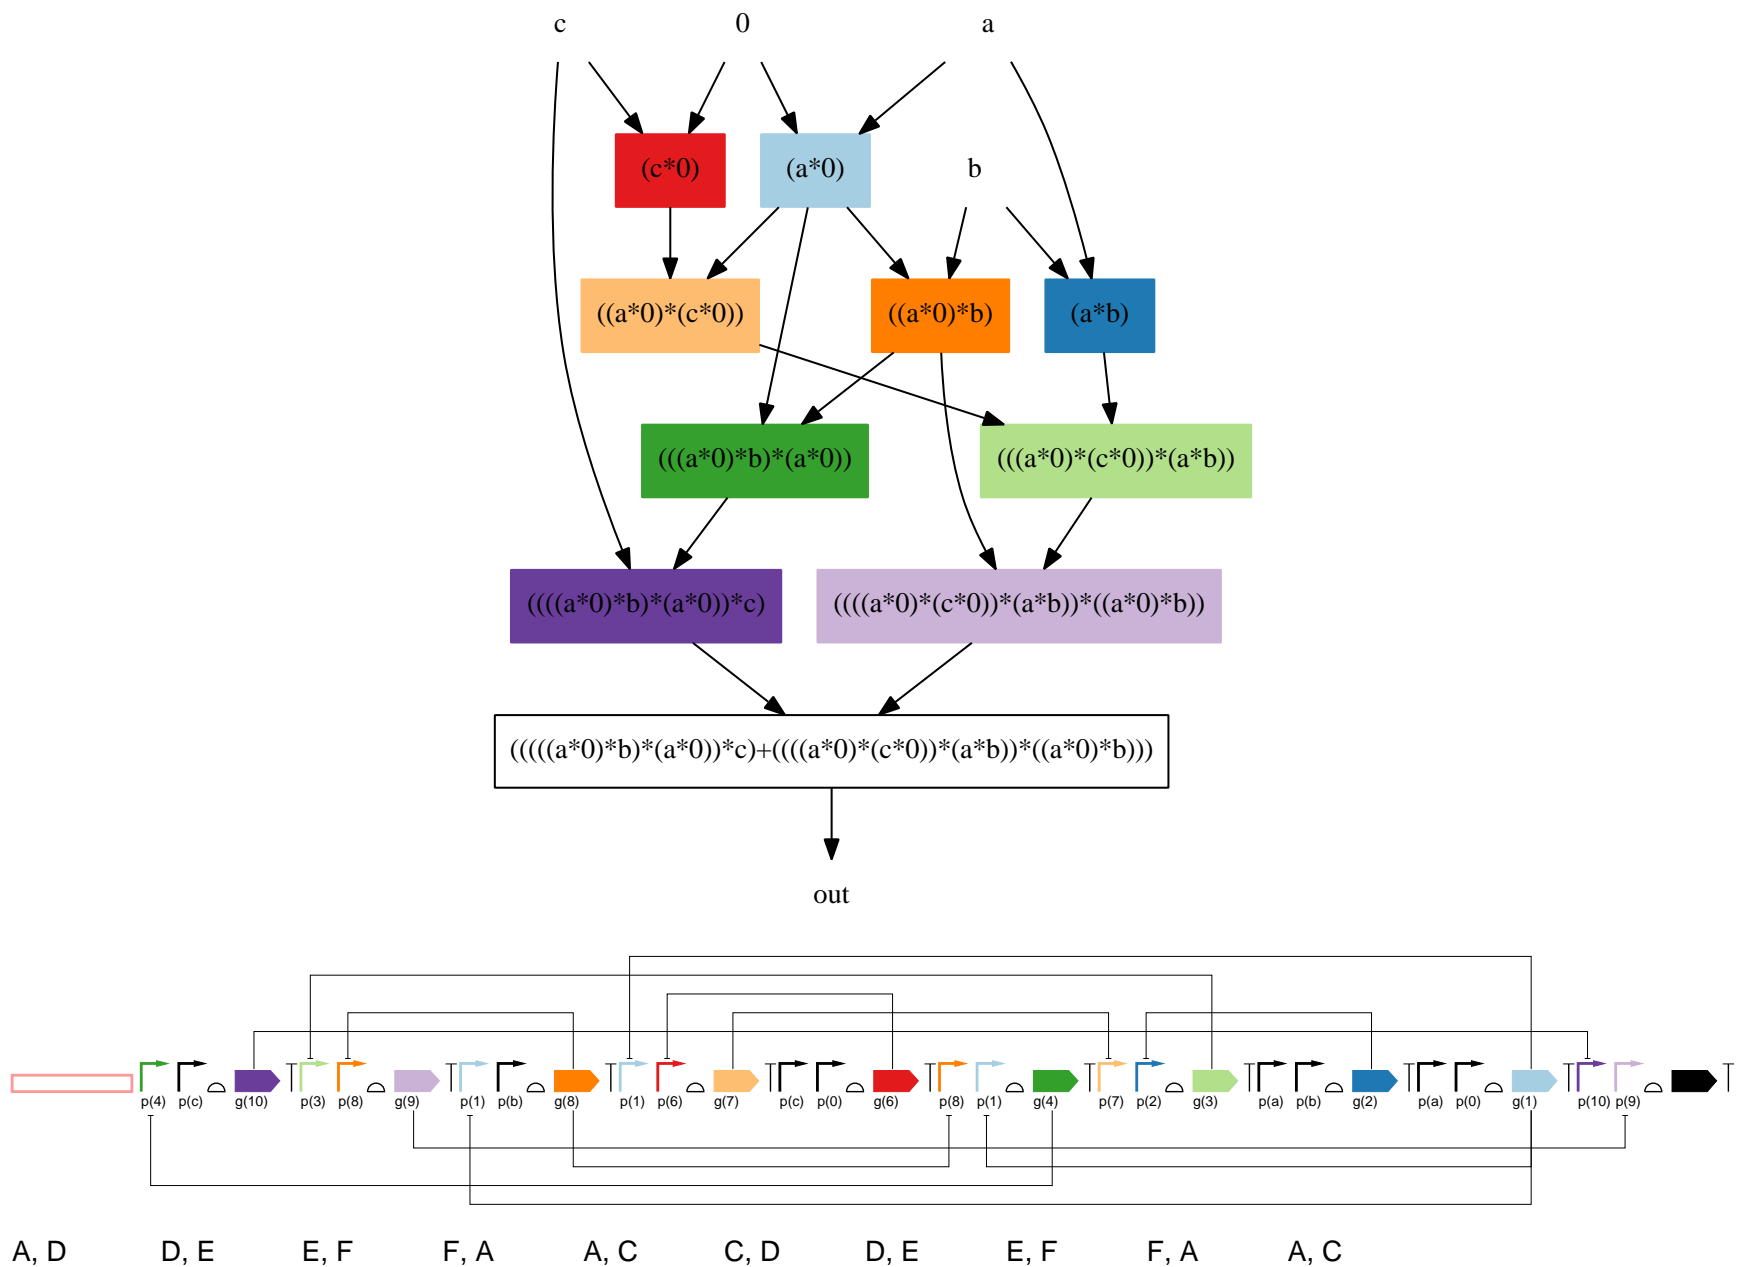 c 0 a
(c*0) (a*0) b
((a*0)*(c*0)) ((a*0)*b) (a*b)
(((a*0)*b)*(a*0)) (((a*0)*(c*0))*(a*b))
((((a*0)*b)*(a*0))*c) ((((a*0)*(c*0))*(a*b))*((a*0)*b))
(((((a*0)*b)*(a*0))*c)+((((a*0)*(c*0))*(a*b))*((a*0)*b)))
out
p(4) p(c) g(10) p(3) p(8) g(9) p(1) p(b) g(8) p(1) p(6) g(7) p(c) p(0) g(6) p(8) p(1) g(4) p(7) p(2) g(3) p(a) p(b) g(2) p(a) p(0) g(1) p(10) p(9)
A, D D, E E, F F, A A, C C, D D, E E, F F, A A, C